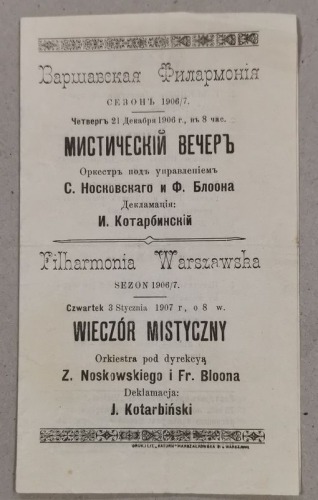 Варшавская Филармонія
СЕЗОНЪ 1906/7.
Четвергъ 21 Декабря 1906 г., въ 8 час.
МИСТИЧЕСКІЙ ВЕЧЕРЪ
Оркестръ подъ управленіемъ
С. Носковскаго и Ф. Блоона
Декламація:
И. Котарбинскій
Filharmonia Warszawska
SEZON 1906/7.
Czwartek 3 Stycznia 1907 r., o 8 w.
WIECZÓR MISTYCZNY
Orkiestra pod dyrekcyą
Z. Noskowskiego i Fr. Bloona
Deklamacja:
J. Kotarbiński